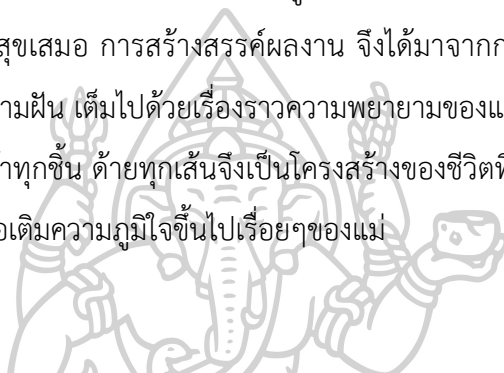 สุขเสมอ การสร้างสรรค์ผลงาน จึงได้มาจาก
ามฝัน เต็มไปด้วยเรื่องราวความพยายามของแ
าทุกชิ้น ด้ายทุกเส้นจึงเป็นโครงสร้างของชีวิตที
อเติมความภูมิใจขึ้นไปเรื่อยๆของแม่